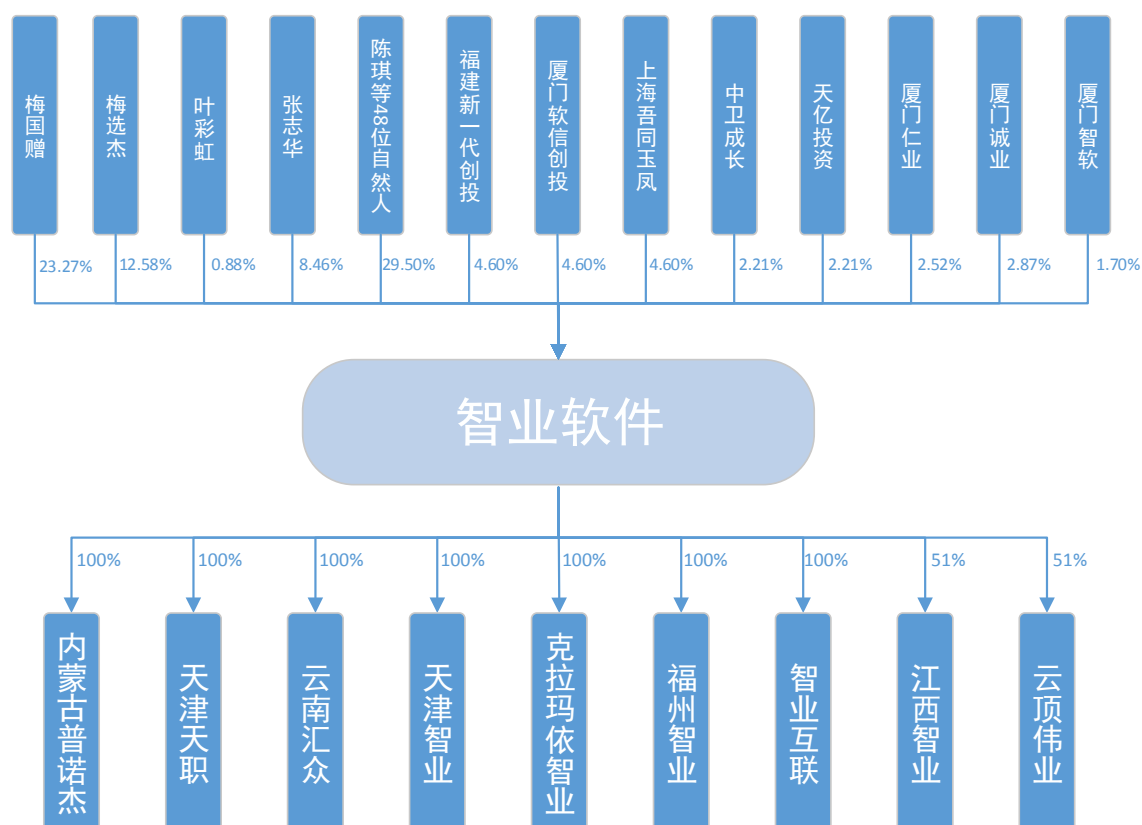 梅国赠
梅选杰
叶彩虹
张志华
陈琪等48位自然人
福建新一代创投
厦门软信创投
上海吾同玉凤
中卫成长
天亿投资
厦门仁业
厦门诚业
厦门智软
23.27%
12.58%
0.88%
8.46%
29.50%
4.60%
4.60%
4.60%
2.21%
2.21%
2.52%
2.87%
1.70%
智业软件
100%
100%
100%
100%
100%
100%
100%
51%
51%
内蒙古普诺杰
天津天职
云南汇众
天津智业
克拉玛依智业
福州智业
智业互联
江西智业
云顶伟业